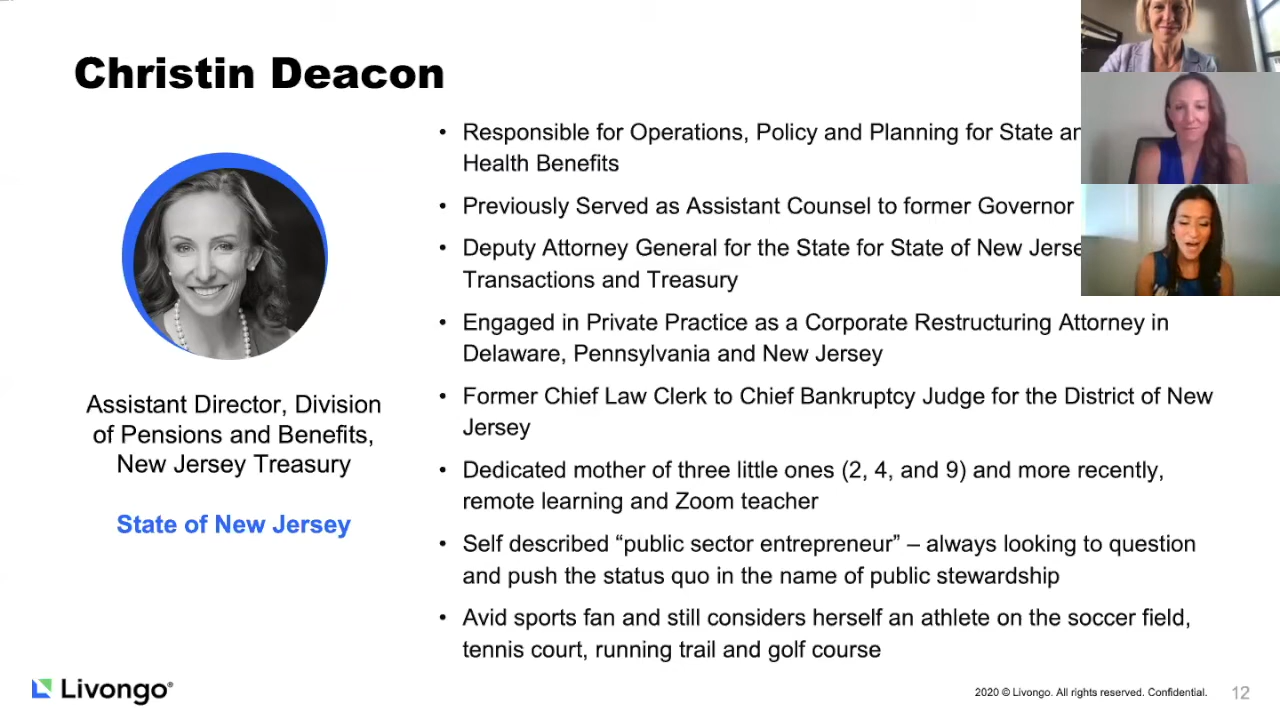 Christin Deacon
• Responsible for Operations, Policy and Planning for State
Health Benefits
• Previously Served as Assistant Counsel to former Governor
• Deputy Attorney General for the State for State of New
Transactions and Treasury
• Engaged in Private Practice as a Corporate Restructuring Attorney in
Delaware, Pennsylvania and New Jersey
• Former Chief Law Clerk to Chief Bankruptcy Judge for the District of New
Jersey
• Dedicated mother of three little ones (2, 4, and 9) and more recently,
remote learning and Zoom teacher
• Self described “public sector entrepreneur” – always looking to question
and push the status quo in the name of public stewardship
• Avid sports fan and still considers herself an athlete on the soccer field,
tennis court, running trail and golf course
Assistant Director, Division
of Pensions and Benefits,
New Jersey Treasury
State of New Jersey
Livongo®
2020 © Livongo. All rights reserved. Confidential.
12